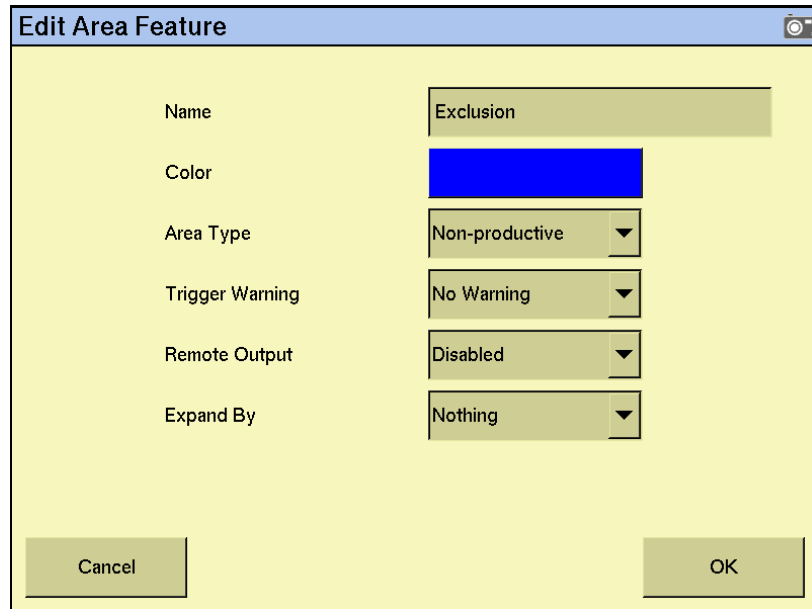 Edit Area Feature
Name Exclusion
Color
Area Type Non-productive
Trigger Warning No Warning
Remote Output Disabled
Expand By Nothing
Cancel OK